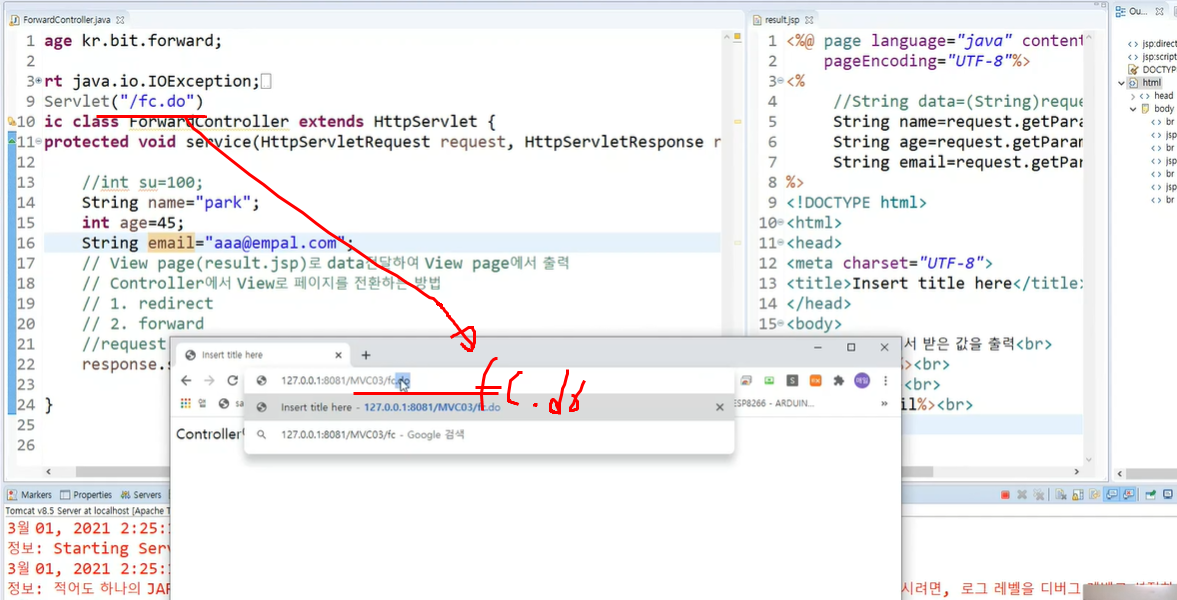 ForwardController.java
1 age kr.bit.forward;
2
3 rt java.io.IOException;
9 Servlet("/fc.do")
10 ic class ForwardController extends HttpServlet {
11 protected void service(HttpServletRequest request, HttpServletResponse r
12
13 //int su=100;
14 String name="park";
15 int age=45;
16 String email="aaa@empal.com";
17 // View page(result.jsp)로 data전달하여 View page에서 출력
18 // Controller에서 View로 페이지를 전환하는 방법
19 // 1. redirect
20 // 2. forward
21 //request
22 response.s
24 }
25
26
result.jsp
1 <%@ page language="java" content
2 pageEncoding="UTF-8"%>
3 <%
4 //String data=(String)reque
5 String name=request.getPara
6 String age=request.getParam
7 String email=request.getPar
8 %>
9 <!DOCTYPE html>
10 <html>
11 <head>
12 <meta charset="UTF-8">
13 <title>Insert title here</title>
14 </head>
15 <body>
서 받은 값을 출력<br>
%><br>
><br>
il%><br>
Ou...
jsp:direct
jsp:script
DOCTYPE
html
head
body
br
jsp
br
jsp
br
jsp
br
Insert title here
127.0.0.1:8081/MVC03/fc.do
fc.do
Insert title here - 127.0.0.1:8081/MVC03/fc.do
ESP8266 - ARDUIN...
127.0.0.1:8081/MVC03/fc - Google 검색
Controller
Markers Properties Servers
Tomcat v8.5 Server at localhost [Apache T
3월 01, 2021 2:25:1
정보: Starting Serv
3월 01, 2021 2:25:1
정보: 적어도 하나의 JAR
시려면, 로그 레벨을 디버그